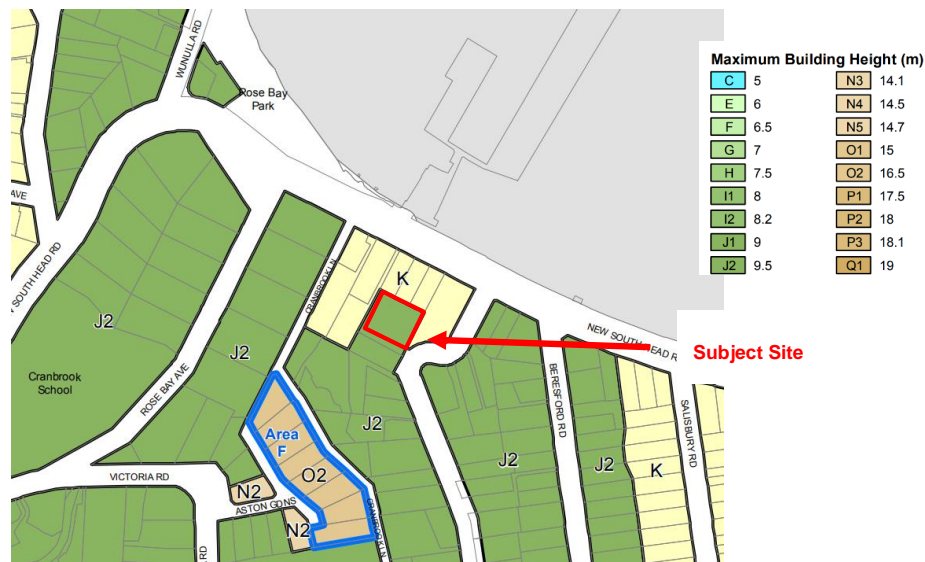 WUNULLA RD
Rose Bay
Park
Maximum Building Height (m)
C 5 N3 14.1
E 6 N4 14.5
F 6.5 N5 14.7
G 7 O1 15
H 7.5 O2 16.5
I1 8 P1 17.5
I2 8.2 P2 18
J1 9 P3 18.1
J2 9.5 Q1 19
AVE
SOUTH HEAD RD
CRANBROOK LN
K
J2
J2
NEW SOUTH HEAD R
Subject Site
Cranbrook
School
ROSE BAY AVE
BERESFORD RD
SALISBURY RD
J2
Area
F
O2
J2
J2
K
VICTORIA RD
N2
ASTON GDNS
N2
CRANBROOK LN
RD